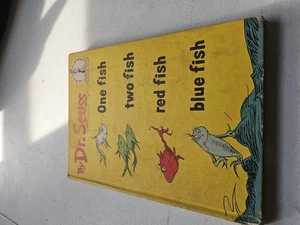 One fish
two fish
red fish
blue fish
By Dr. Seuss